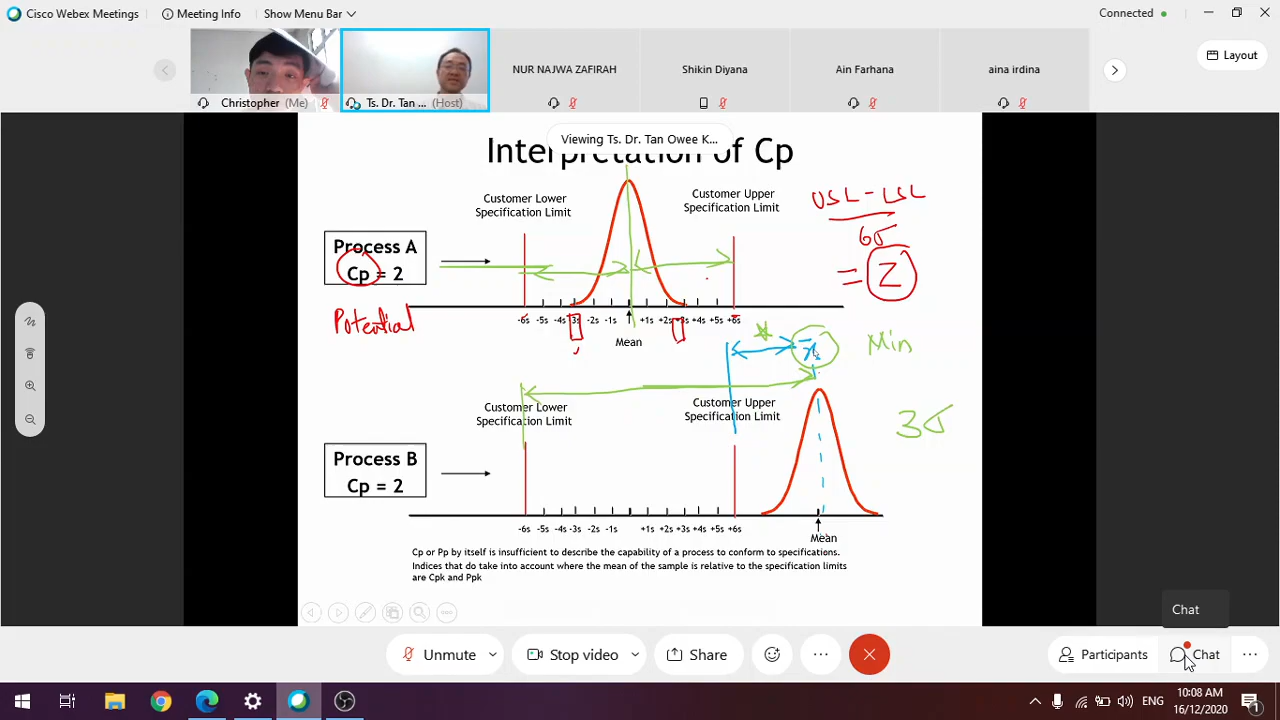 Cisco Webex Meetings
Meeting Info
Show Menu Bar
Connected
Layout
Christopher (Me)
Ts. Dr. Tan ... (Host)
NUR NAJWA ZAFIRAH
Shikin Diyana
Ain Farhana
aina irdina
Viewing Ts. Dr. Tan Owee K...
Interpretation of Cp
Customer Lower
Specification Limit
Customer Upper
Specification Limit
USL - LSL
6σ
= 2
Process A
Cp = 2
Potential
-6s -5s -4s -3s -2s -1s +1s +2s +3s +4s +5s +6s
Mean
x̄
Min
3σ
Customer Lower
Specification Limit
Customer Upper
Specification Limit
Process B
Cp = 2
-6s -5s -4s -3s -2s -1s +1s +2s +3s +4s +5s +6s
Mean
Cp or Pp by itself is insufficient to describe the capability of a process to conform to specifications.
Indices that do take into account where the mean of the sample is relative to the specification limits
are Cpk and Ppk
Chat
Unmute
Stop video
Share
Participants
Chat
ENG
10:08 AM
16/12/2020
1